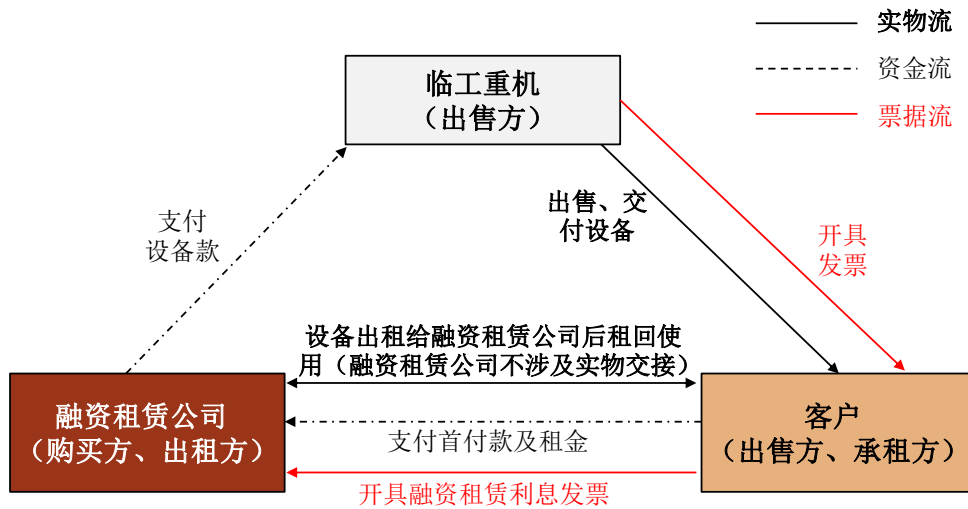 实物流
资金流
票据流
临工重机
（出售方）
出售、交
付设备
支付
设备款
开具
发票
设备出租给融资租赁公司后租回使
用（融资租赁公司不涉及实物交接）
融资租赁公司
（购买方、出租方）
客户
（出售方、承租方）
支付首付款及租金
开具融资租赁利息发票